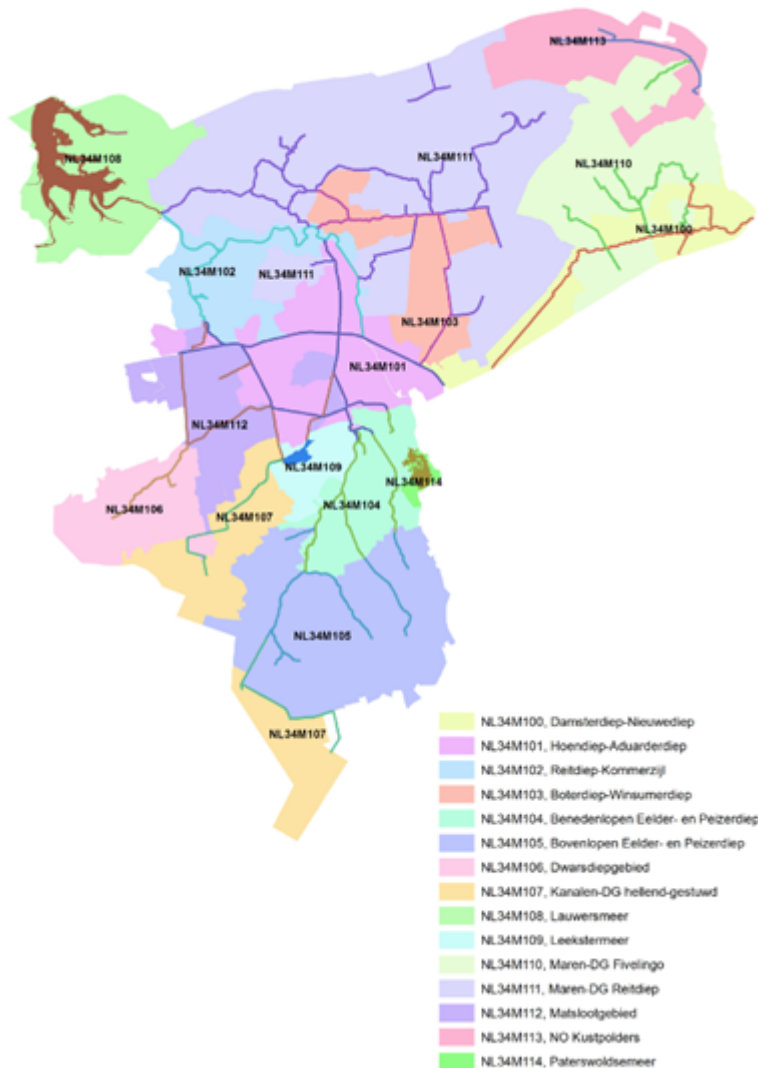 NL34M113
NL34M108
NL34M111
NL34M110
NL34M100
NL34M102
NL34M111
NL34M103
NL34M101
NL34M112
NL34M109
NL34M114
NL34M106
NL34M107
NL34M104
NL34M105
NL34M107
NL34M100, Damsterdiep-Nieuwediep
NL34M101, Hoendiep-Aduarderdiep
NL34M102, Reitdiep-Kommerzijl
NL34M103, Boterdiep-Winsumerdiep
NL34M104, Benedenlopen Eelder- en Peizerdiep
NL34M105, Bovenlopen Eelder- en Peizerdiep
NL34M106, Dwarsdiepgebied
NL34M107, Kanalen-DG hellend-gestuwd
NL34M108, Lauwersmeer
NL34M109, Leekstermeer
NL34M110, Maren-DG Fivelingo
NL34M111, Maren-DG Reitdiep
NL34M112, Matslootgebied
NL34M113, NO Kustpolders
NL34M114, Paterswoldsemeer